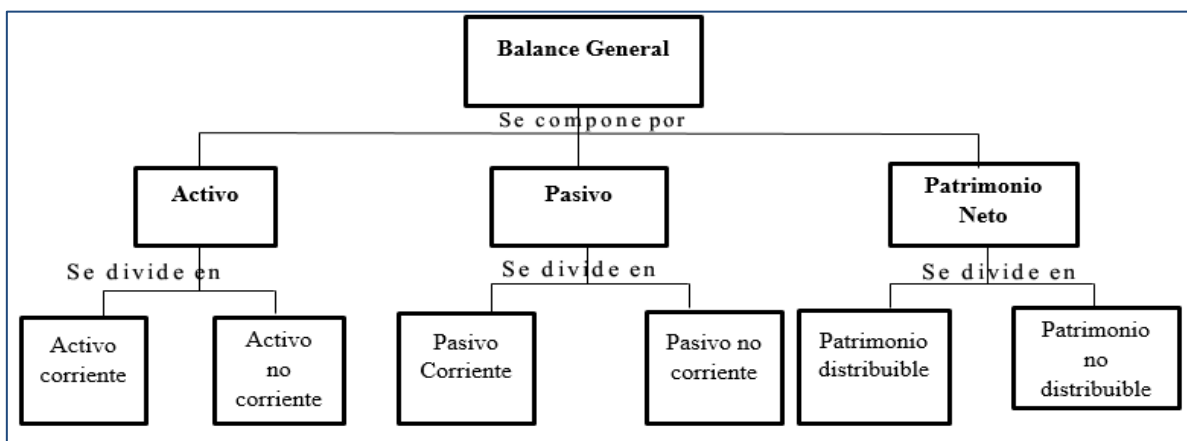 Balance General
Se compone por
Activo
Pasivo
Patrimonio
Neto
Se divide en
Se divide en
Se divide en
Activo
corriente
Activo
no
corriente
Pasivo
Corriente
Pasivo no
corriente
Patrimonio
distribuible
Patrimonio
no
distribuible